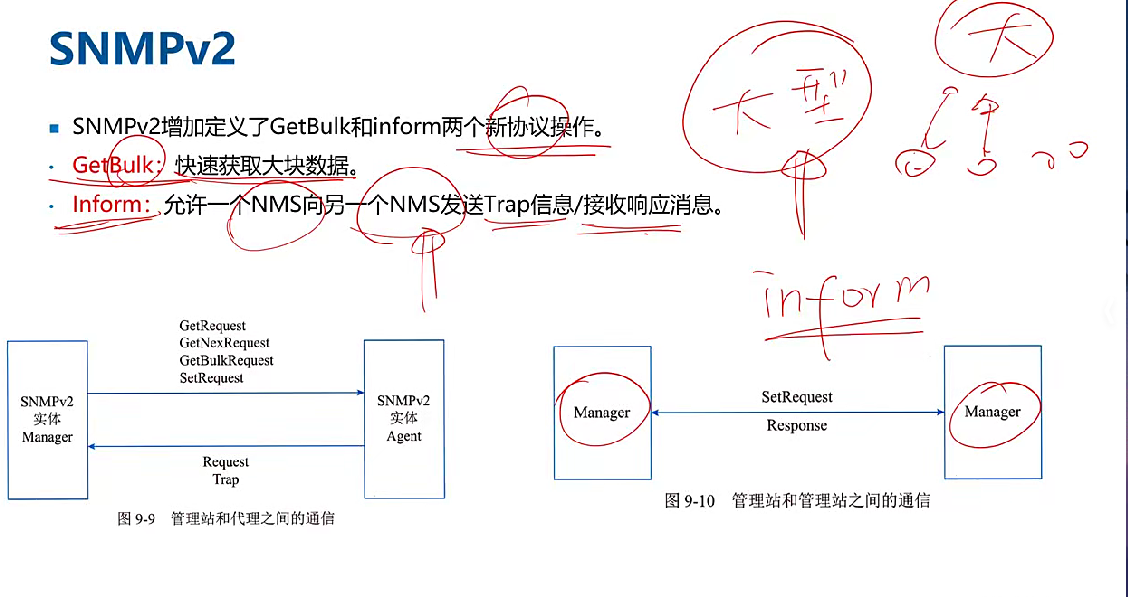 SNMPv2
SNMPv2增加定义了GetBulk和inform两个新协议操作。
GetBulk：快速获取大块数据。
Inform：允许一个NMS向另一个NMS发送Trap信息/接收响应消息。
大型
大
inform
GetRequest
GetNexRequest
GetBulkRequest
SetRequest
SNMPv2
实体
Manager
SNMPv2
实体
Agent
Request
Trap
图 9-9 管理站和代理之间的通信
Manager
SetRequest
Response
Manager
图 9-10 管理站和管理站之间的通信